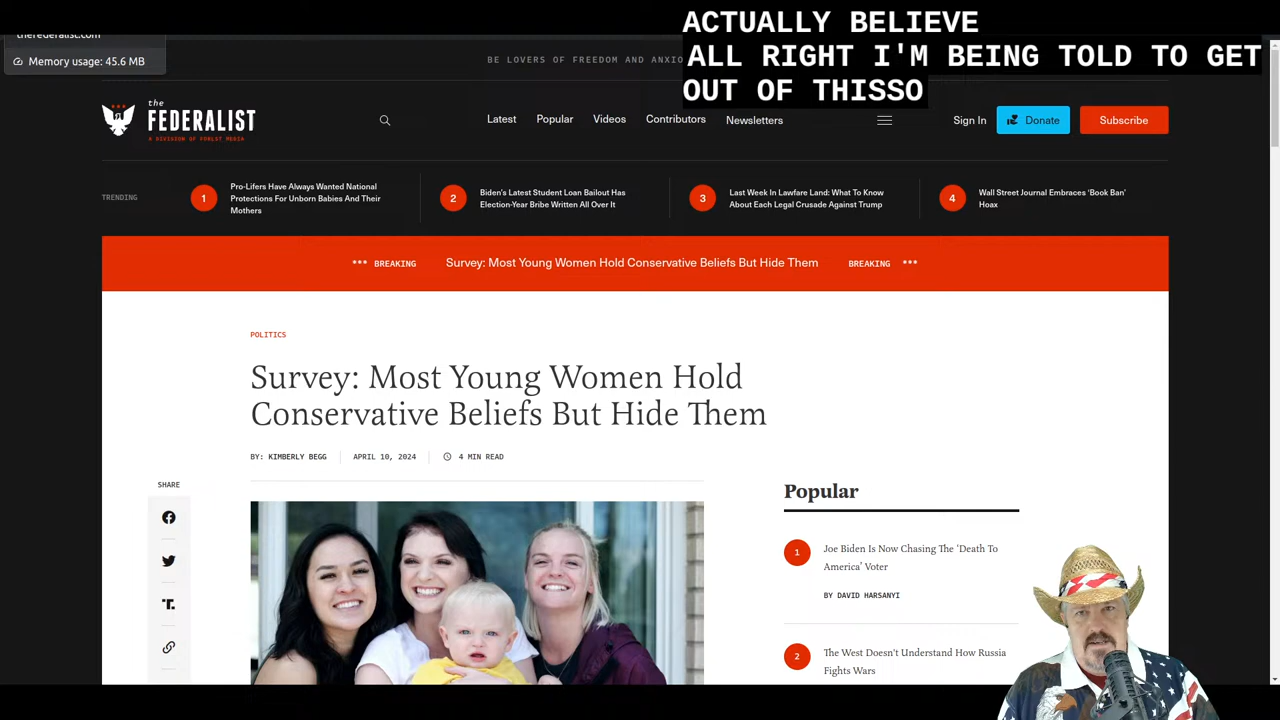 ACTUALLY BELIEVE
ALL RIGHT I'M BEING TOLD TO GET
OUT OF THISSO
therederalist.com
Memory usage: 45.6 MB
BE LOVERS OF FREEDOM AND ANXIO
the
FEDERALIST
A DIVISION OF FDRLST MEDIA
Latest
Popular
Videos
Contributors
Newsletters
Sign In
Donate
Subscribe
TRENDING
1
Pro-Lifers Have Always Wanted National
Protections For Unborn Babies And Their
Mothers
2
Biden's Latest Student Loan Bailout Has
Election-Year Bribe Written All Over It
3
Last Week In Lawfare Land: What To Know
About Each Legal Crusade Against Trump
4
Wall Street Journal Embraces ‘Book Ban’
Hoax
*** BREAKING
Survey: Most Young Women Hold Conservative Beliefs But Hide Them
BREAKING ***
POLITICS
Survey: Most Young Women Hold
Conservative Beliefs But Hide Them
BY: KIMBERLY BEGG
APRIL 10, 2024
4 MIN READ
SHARE
Popular
1
Joe Biden Is Now Chasing The ‘Death To
America’ Voter
BY DAVID HARSANYI
2
The West Doesn't Understand How Russia
Fights Wars